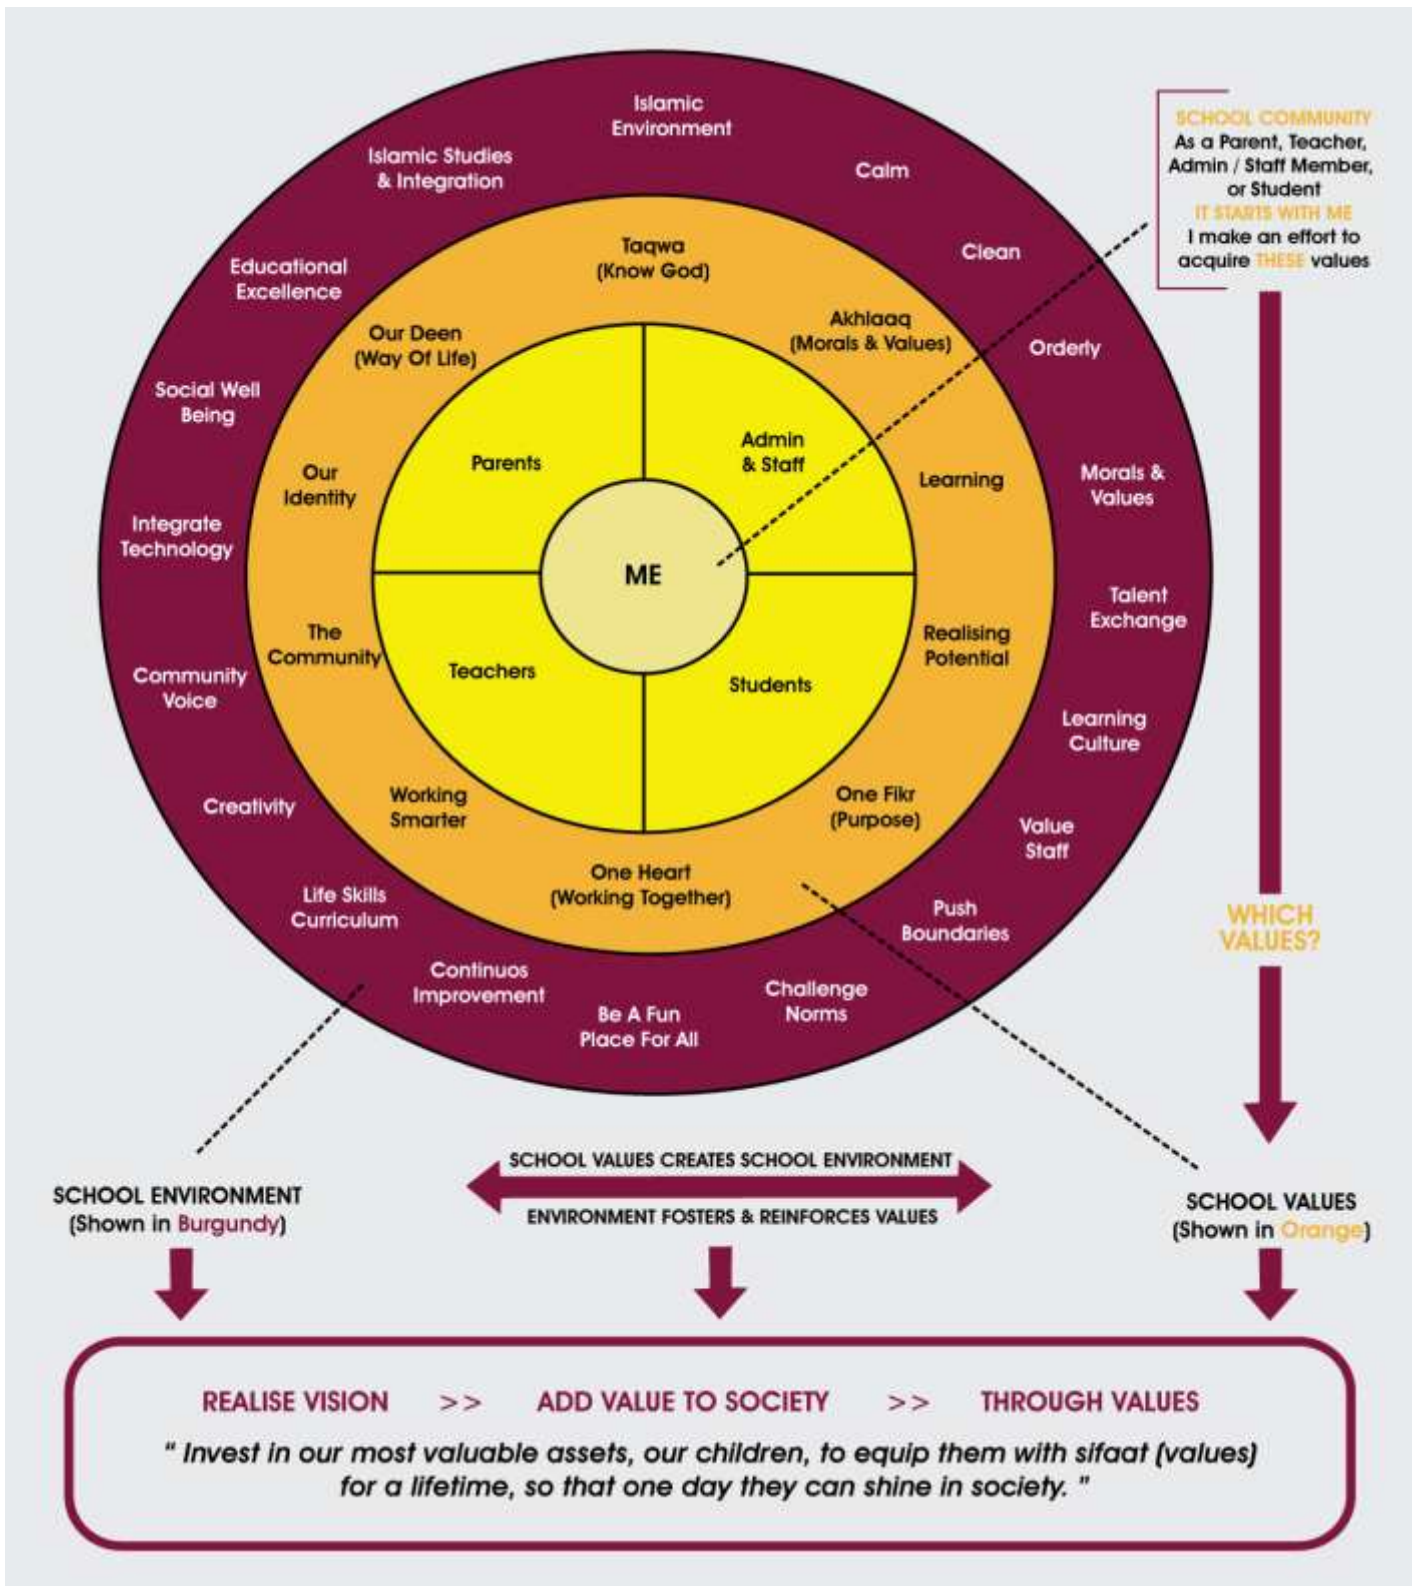 Islamic
Environment
Calm
Clean
Orderly
Morals &
Values
Talent
Exchange
Learning
Culture
Value
Staff
Push
Boundaries
Challenge
Norms
Be A Fun
Place For All
Continuos
Improvement
Life Skills
Curriculum
Creativity
Community
Voice
Integrate
Technology
Social Well
Being
Educational
Excellence
Islamic Studies
& Integration
Taqwa
(Know God)
Akhlaaq
(Morals & Values)
Learning
Realising
Potential
One Fikr
(Purpose)
One Heart
(Working Together)
Working
Smarter
The
Community
Our
Identity
Our Deen
(Way Of Life)
Parents
Admin
& Staff
Students
Teachers
ME
SCHOOL COMMUNITY
As a Parent, Teacher,
Admin / Staff Member,
or Student
IT STARTS WITH ME
I make an effort to
acquire THESE values
WHICH
VALUES?
SCHOOL VALUES
(Shown in Orange)
SCHOOL VALUES CREATES SCHOOL ENVIRONMENT
ENVIRONMENT FOSTERS & REINFORCES VALUES
SCHOOL ENVIRONMENT
(Shown in Burgundy)
REALISE VISION >> ADD VALUE TO SOCIETY >> THROUGH VALUES
" Invest in our most valuable assets, our children, to equip them with sifaat (values)
for a lifetime, so that one day they can shine in society. "